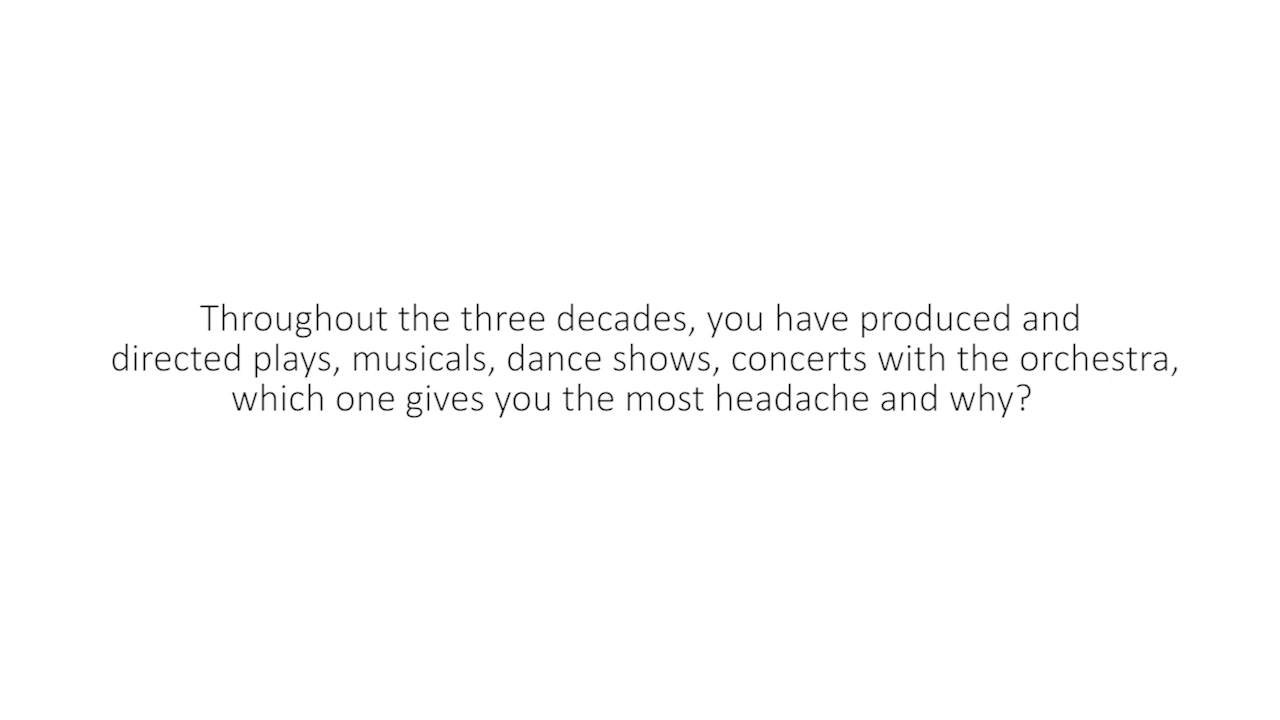 Throughout the three decades, you have produced and
directed plays, musicals, dance shows, concerts with the orchestra,
which one gives you the most headache and why?